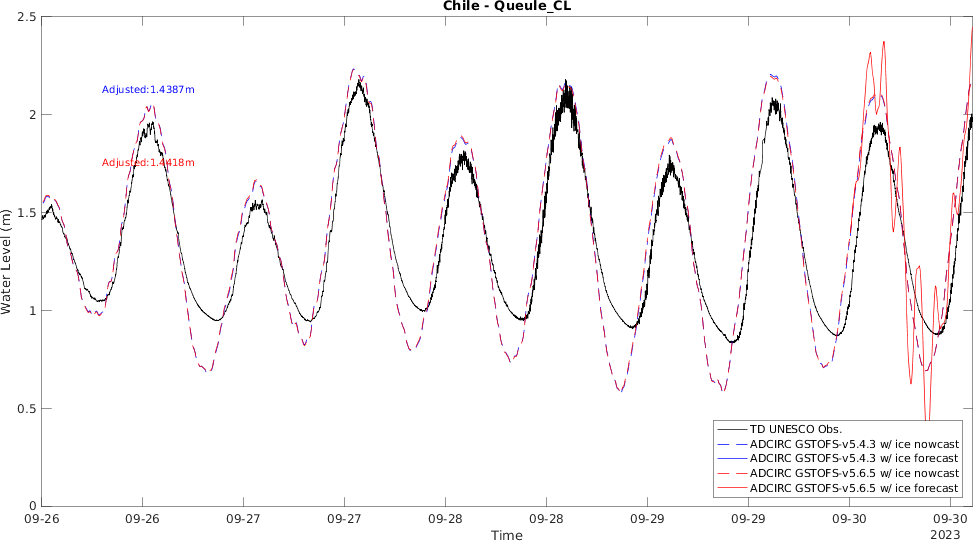 Chile - Queule_CL
2.5
2
1.5
1
0.5
0
Water Level (m)
Adjusted:1.4387m
Adjusted:1.4418m
TD UNESCO Obs.
ADCIRC GSTOFS-v5.4.3 w/ ice nowcast
ADCIRC GSTOFS-v5.4.3 w/ ice forecast
ADCIRC GSTOFS-v5.6.5 w/ ice nowcast
ADCIRC GSTOFS-v5.6.5 w/ ice forecast
09-26 09-26 09-27 09-27 09-28 09-28 09-29 09-29 09-30 09-30
2023
Time